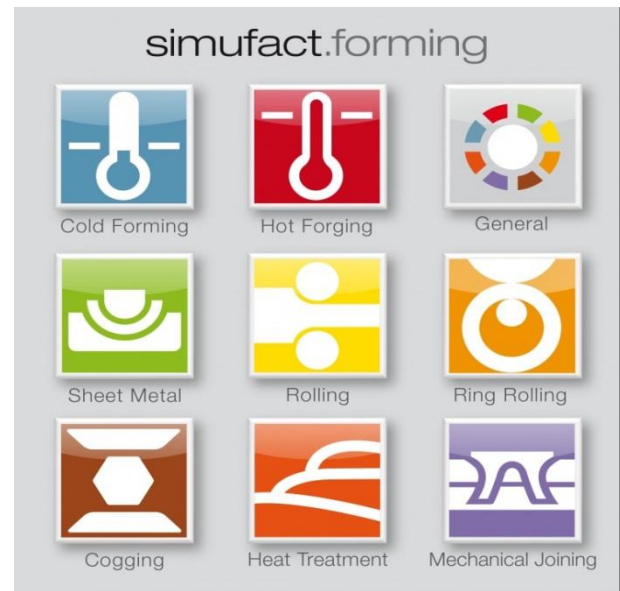 simufact.forming
Cold Forming
Hot Forging
General
Sheet Metal
Rolling
Ring Rolling
Cogging
Heat Treatment
Mechanical Joining